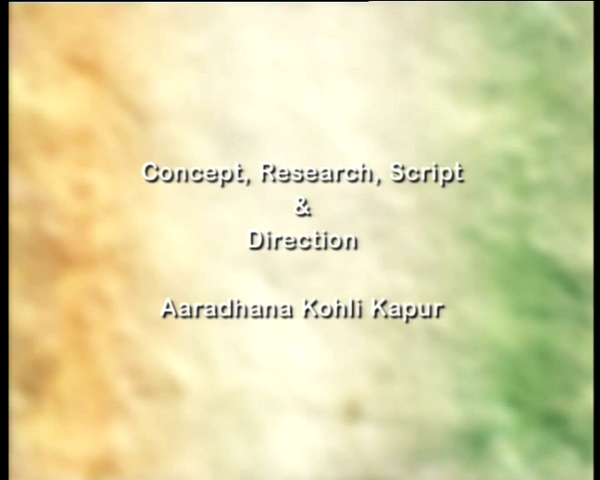 Concept, Research, Script
&
Direction
Aaradhana Kohli Kapur